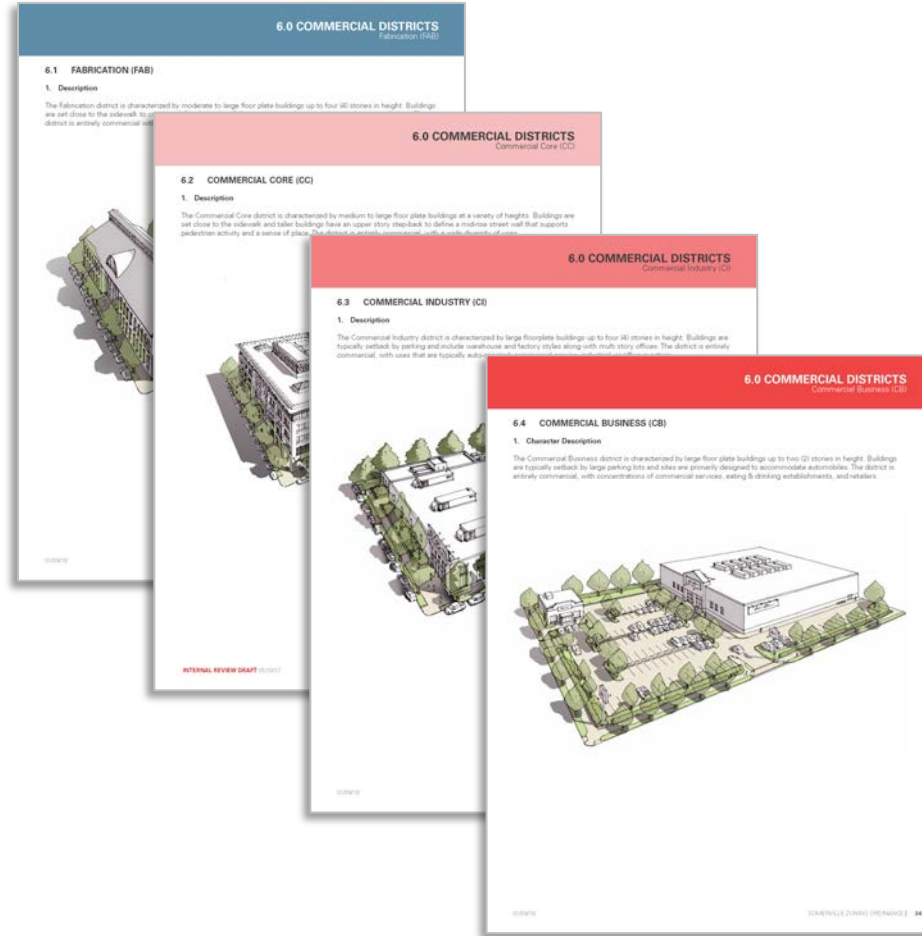 6.0 COMMERCIAL DISTRICTS
Fabrication (FAB)
6.1 FABRICATION (FAB)
1. Description
The Fabrication district is characterized by moderate to large floor plate buildings up to four (4) stories in height. Buildings
are set close to the sidewalk to
district is entirely commercial
6.0 COMMERCIAL DISTRICTS
Commercial Core (CC)
6.2 COMMERCIAL CORE (CC)
1. Description
The Commercial Core district is characterized by medium to large floor plate buildings at a variety of heights. Buildings are
set close to the sidewalk and taller buildings have an upper story step-back to define a mid-rise street wall that supports
pedestrian activity and a sense of place. The district is entirely commercial, with a wide diversity of uses.
INTERNAL REVIEW DRAFT
6.0 COMMERCIAL DISTRICTS
Commercial Industry (CI)
6.3 COMMERCIAL INDUSTRY (CI)
1. Description
The Commercial Industry district is characterized by large floorplate buildings up to four (4) stories in height. Buildings are
typically setback by parking and include warehouse and factory styles along with multi story offices. The district is entirely
commercial, with uses that are typically
6.0 COMMERCIAL DISTRICTS
Commercial Business (CB)
6.4 COMMERCIAL BUSINESS (CB)
1. Character Description
The Commercial Business district is characterized by large floor plate buildings up to two (2) stories in height. Buildings
are typically setback by large parking lots and sites are primarily designed to accommodate automobiles. The district is
entirely commercial, with concentrations of commercial services, eating & drinking establishments, and retailers.
SOMERVILLE ZONING ORDINANCE |